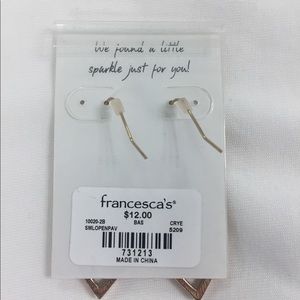 We found a little
sparkle just for you!
francesca's®
$12.00
10020-2B BAS CRYE
SMLOPENPAV 5209
731213
MADE IN CHINA